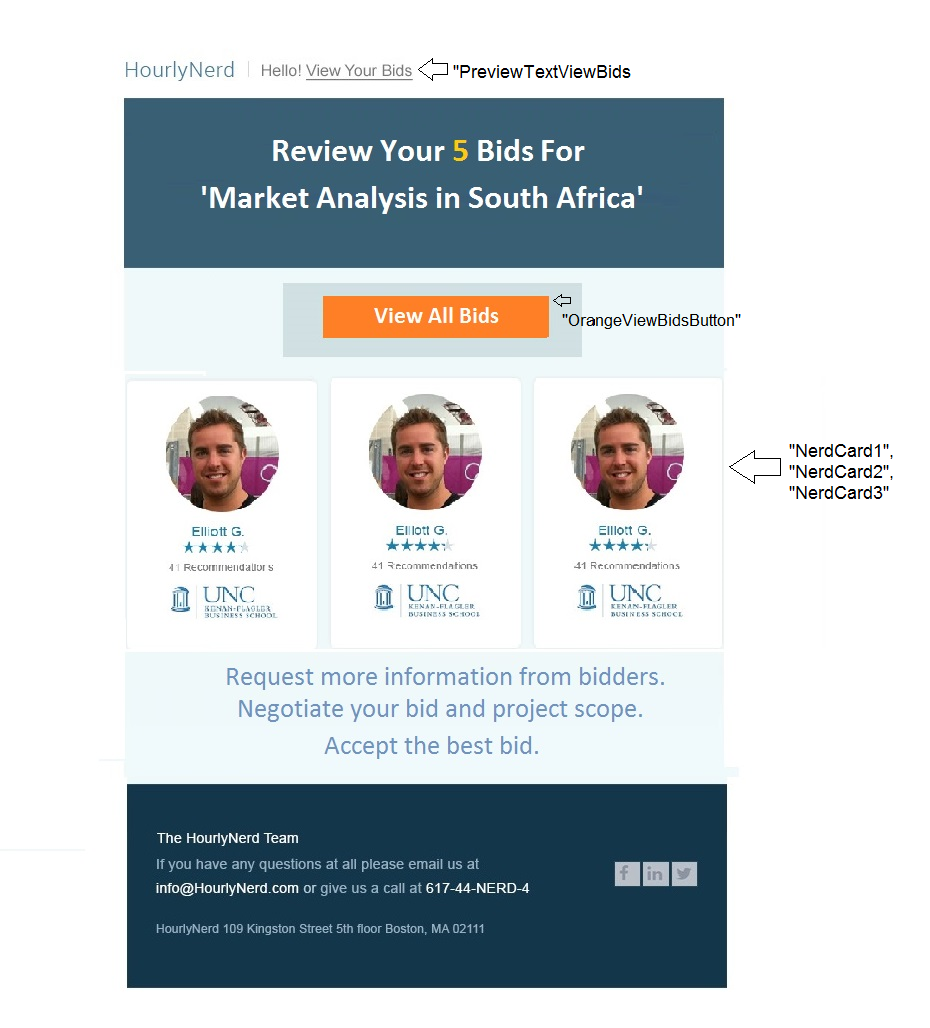 HourlyNerd | Hello! View Your Bids "PreviewTextViewBids
Review Your 5 Bids For
'Market Analysis in South Africa'
View All Bids
"OrangeViewBidsButton"
"NerdCard1",
"NerdCard2",
"NerdCard3"
Elliott G.
41 Recommendations
UNC
KENAN-FLAGLER
BUSINESS SCHOOL
Elliott G.
41 Recommendations
UNC
KENAN-FLAGLER
BUSINESS SCHOOL
Elliott G.
41 Recommendations
UNC
KENAN-FLAGLER
BUSINESS SCHOOL
Request more information from bidders.
Negotiate your bid and project scope.
Accept the best bid.
The HourlyNerd Team
If you have any questions at all please email us at
info@HourlyNerd.com or give us a call at 617-44-NERD-4
HourlyNerd 109 Kingston Street 5th floor Boston, MA 02111